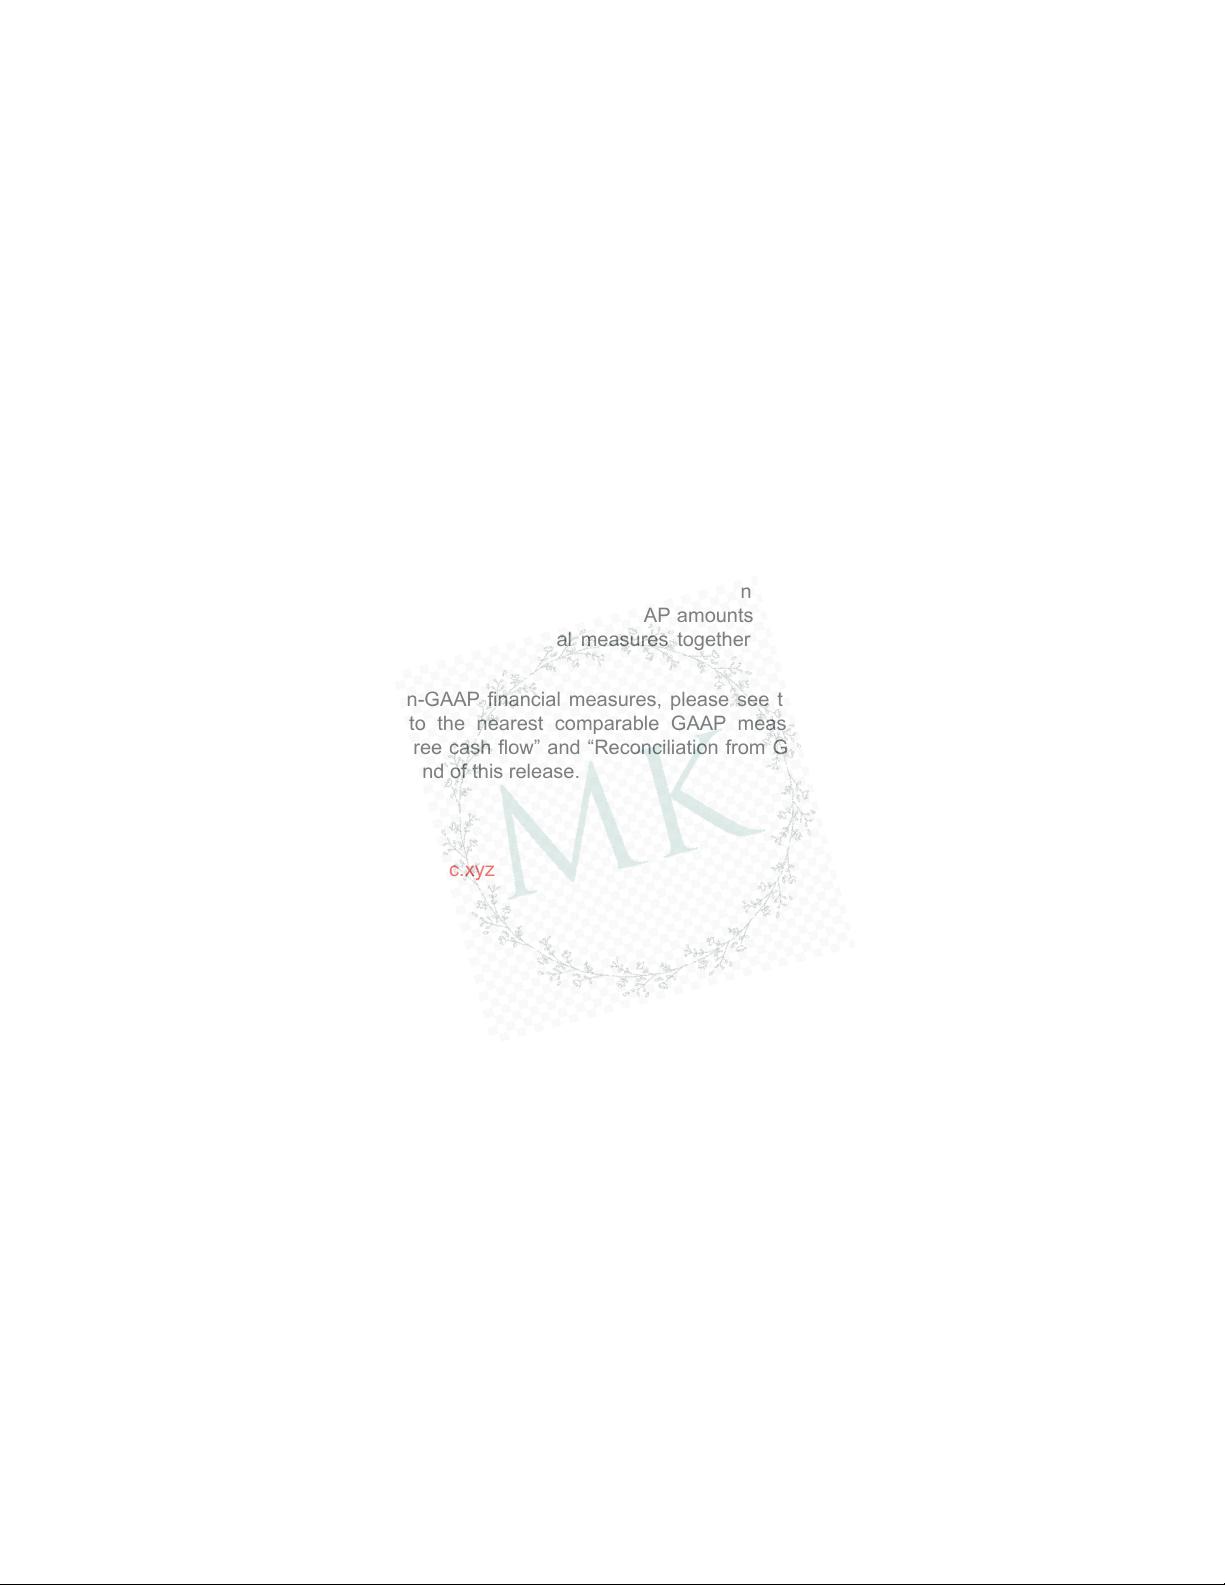 n
AP amounts
al measures together
n-GAAP financial measures, please see t
to the nearest comparable GAAP meas
ree cash flow” and “Reconciliation from G
nd of this release.
MK
c.xyz